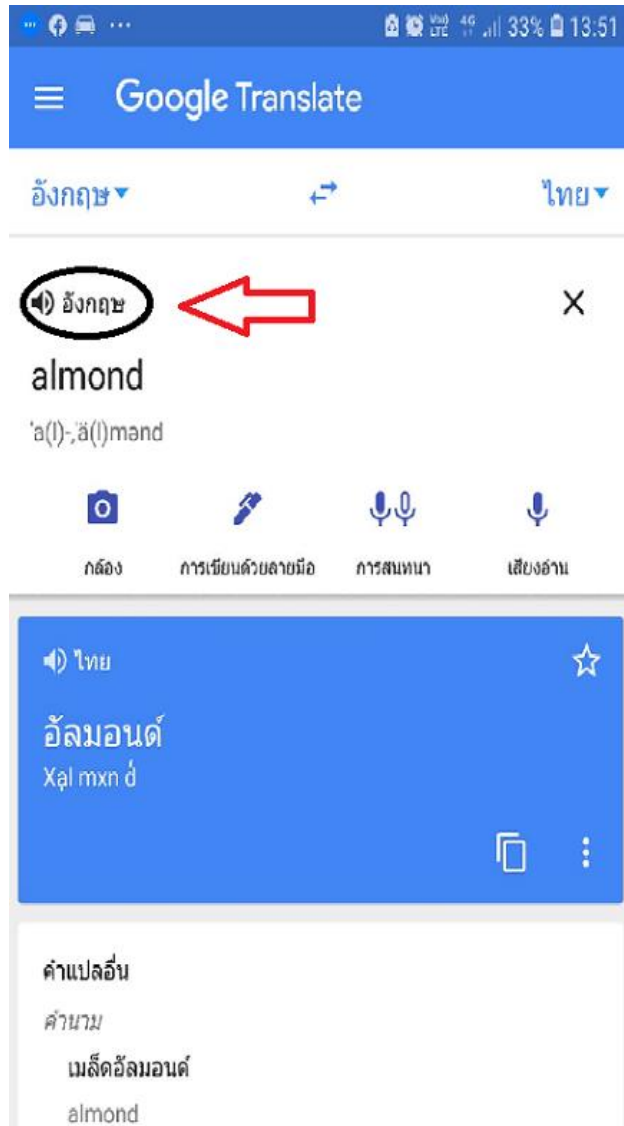 VoD LTE 4G 33% 13:51
Google Translate
อังกฤษ ไทย
อังกฤษ
almond
ˈa(l)-,ˈä(l)mənd
กล้อง การเขียนด้วยลายมือ การสนทนา เสียงอ่าน
ไทย
อัลมอนด์
Xạl mxn d̒
คำแปลอื่น
คำนาม
เมล็ดอัลมอนด์
almond